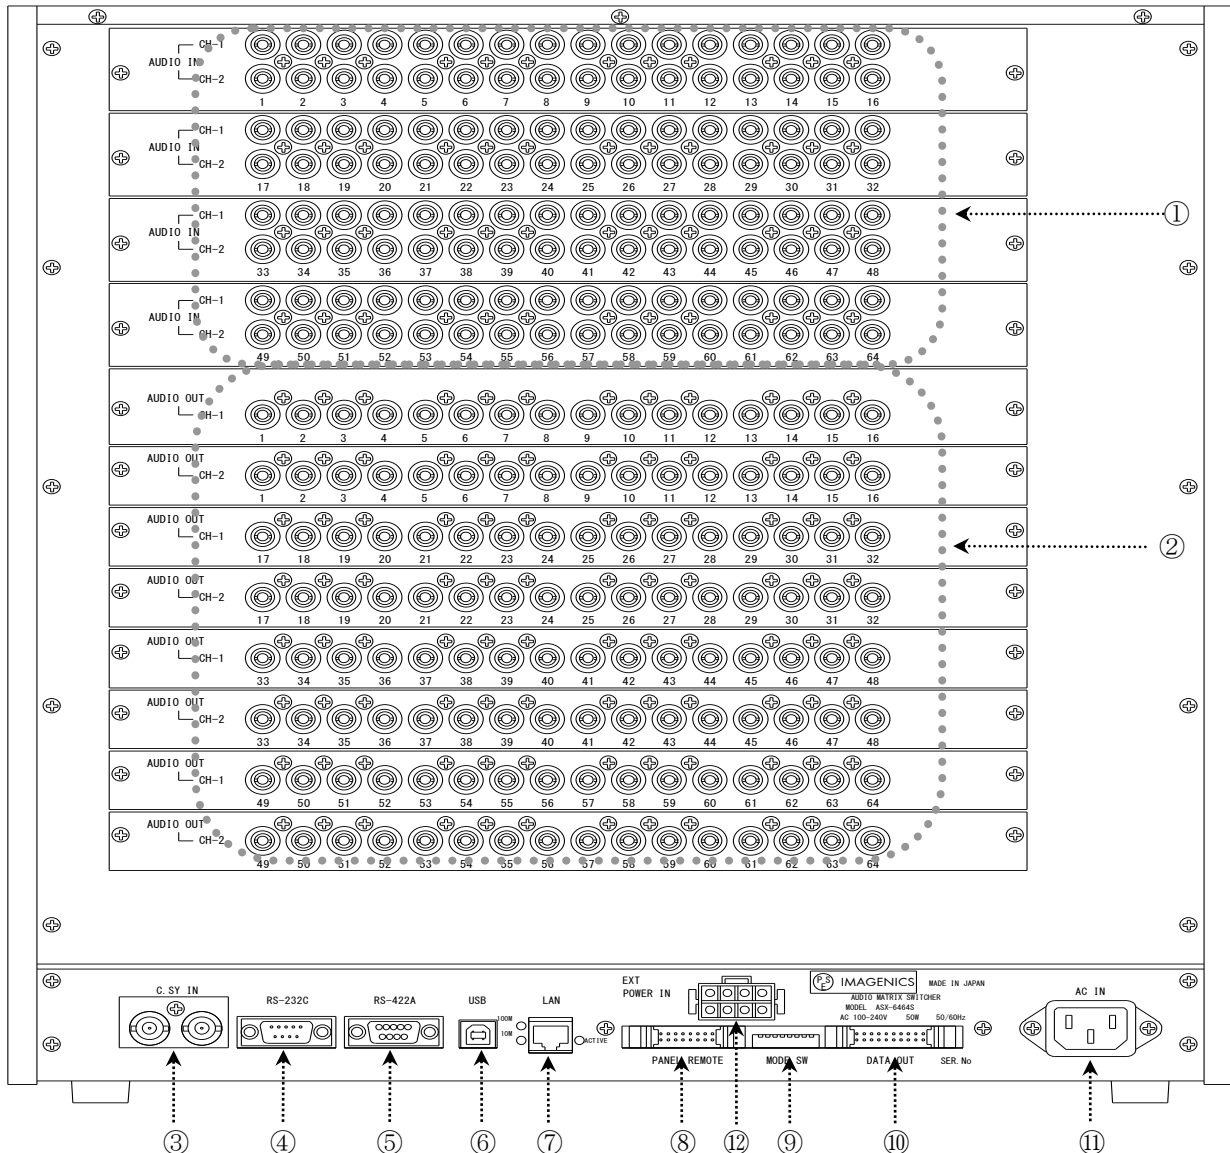 CH-1
AUDIO IN
CH-2
1 2 3 4 5 6 7 8 9 10 11 12 13 14 15 16
CH-1
AUDIO IN
CH-2
17 18 19 20 21 22 23 24 25 26 27 28 29 30 31 32
CH-1
AUDIO IN
CH-2
33 34 35 36 37 38 39 40 41 42 43 44 45 46 47 48
①
CH-1
AUDIO IN
CH-2
49 50 51 52 53 54 55 56 57 58 59 60 61 62 63 64
AUDIO OUT
CH-1
1 2 3 4 5 6 7 8 9 10 11 12 13 14 15 16
AUDIO OUT
CH-2
1 2 3 4 5 6 7 8 9 10 11 12 13 14 15 16
AUDIO OUT
CH-1
17 18 19 20 21 22 23 24 25 26 27 28 29 30 31 32
②
AUDIO OUT
CH-2
17 18 19 20 21 22 23 24 25 26 27 28 29 30 31 32
AUDIO OUT
CH-1
33 34 35 36 37 38 39 40 41 42 43 44 45 46 47 48
AUDIO OUT
CH-2
33 34 35 36 37 38 39 40 41 42 43 44 45 46 47 48
AUDIO OUT
CH-1
49 50 51 52 53 54 55 56 57 58 59 60 61 62 63 64
AUDIO OUT
CH-2
49 50 51 52 53 54 55 56 57 58 59 60 61 62 63 64
C.SY IN
RS-232C
RS-422A
USB
100M
10M
LAN
ACTIVE
EXT
POWER IN
PSE IMAGENICS MADE IN JAPAN
AUDIO MATRIX SWITCHER
MODEL ASX-6464S
AC 100-240V 50W 50/60Hz
PANEL REMOTE
MODE SW
DATA OUT
SER.No
AC IN
③ ④ ⑤ ⑥ ⑦ ⑧ ⑫ ⑨ ⑩ ⑪